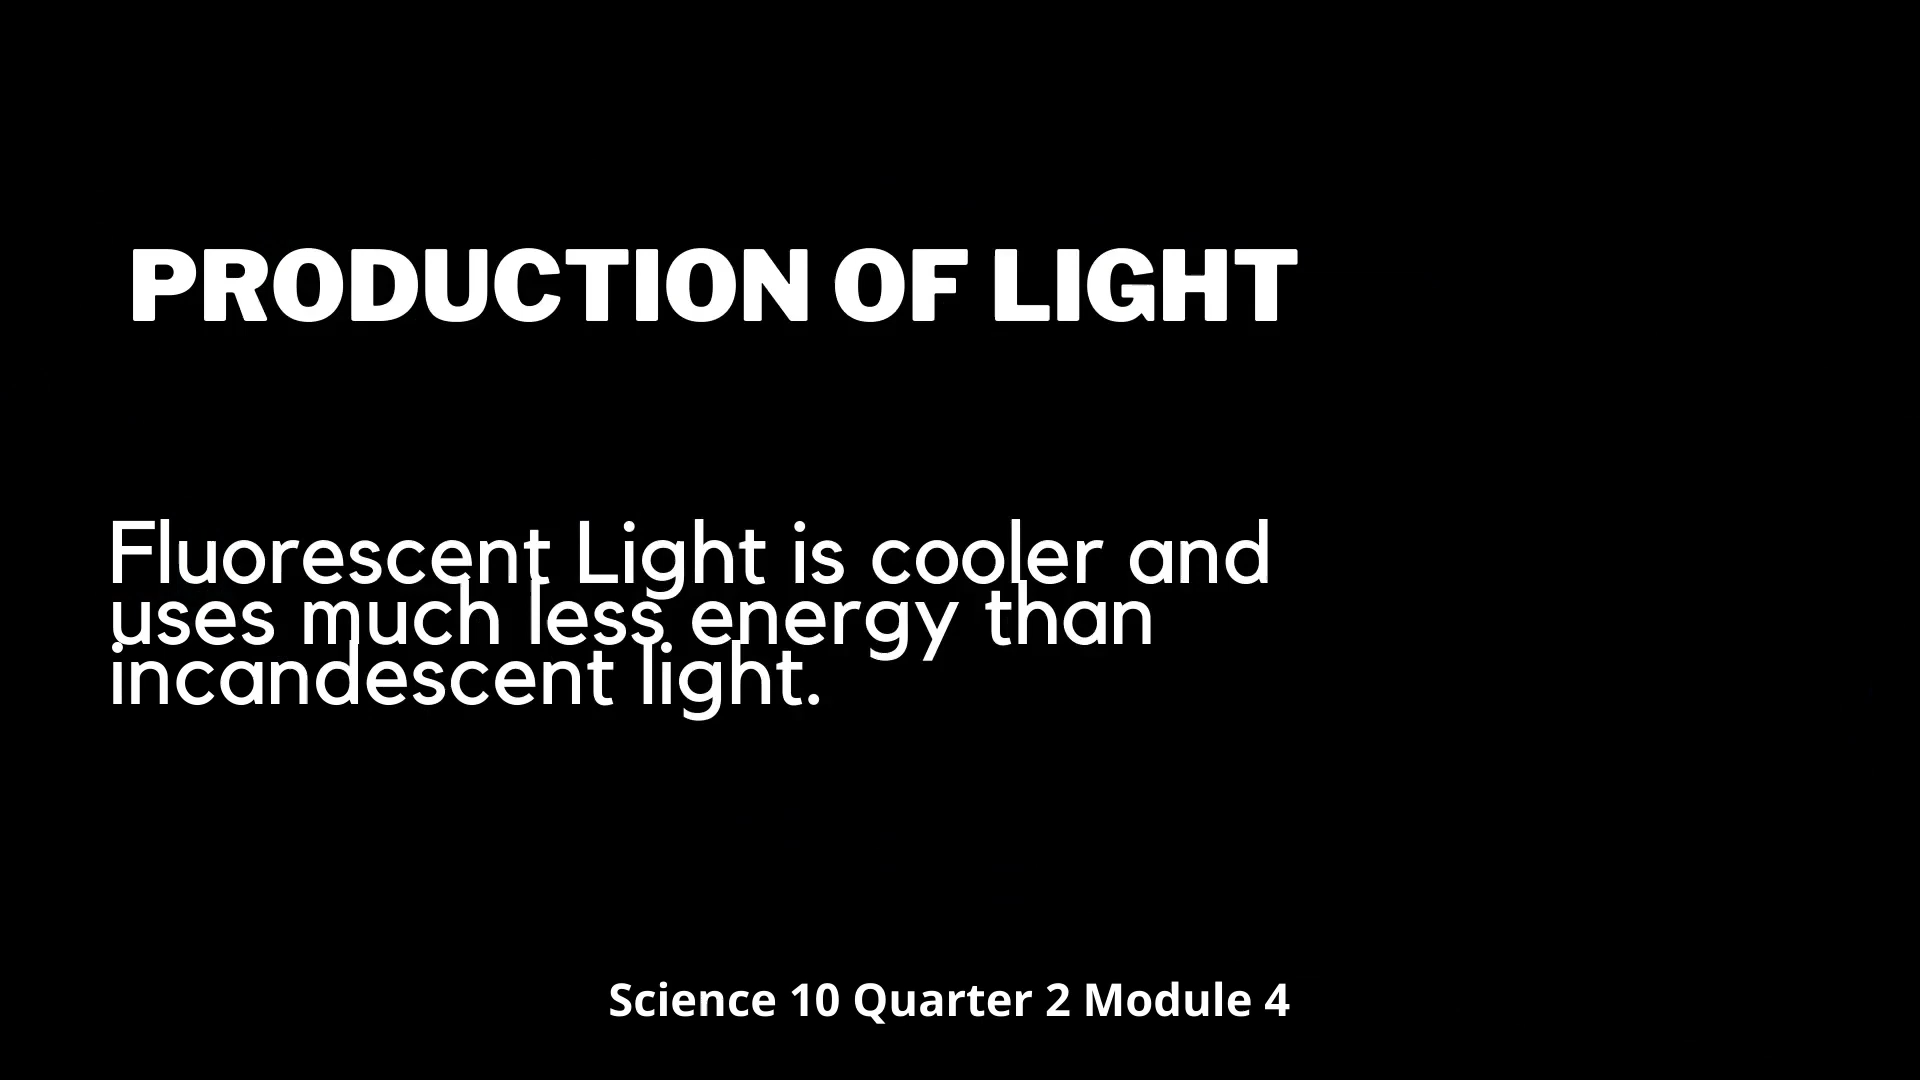 PRODUCTION OF LIGHT
Fluorescent Light is cooler and
uses much less energy than
incandescent light.
Science 10 Quarter 2 Module 4